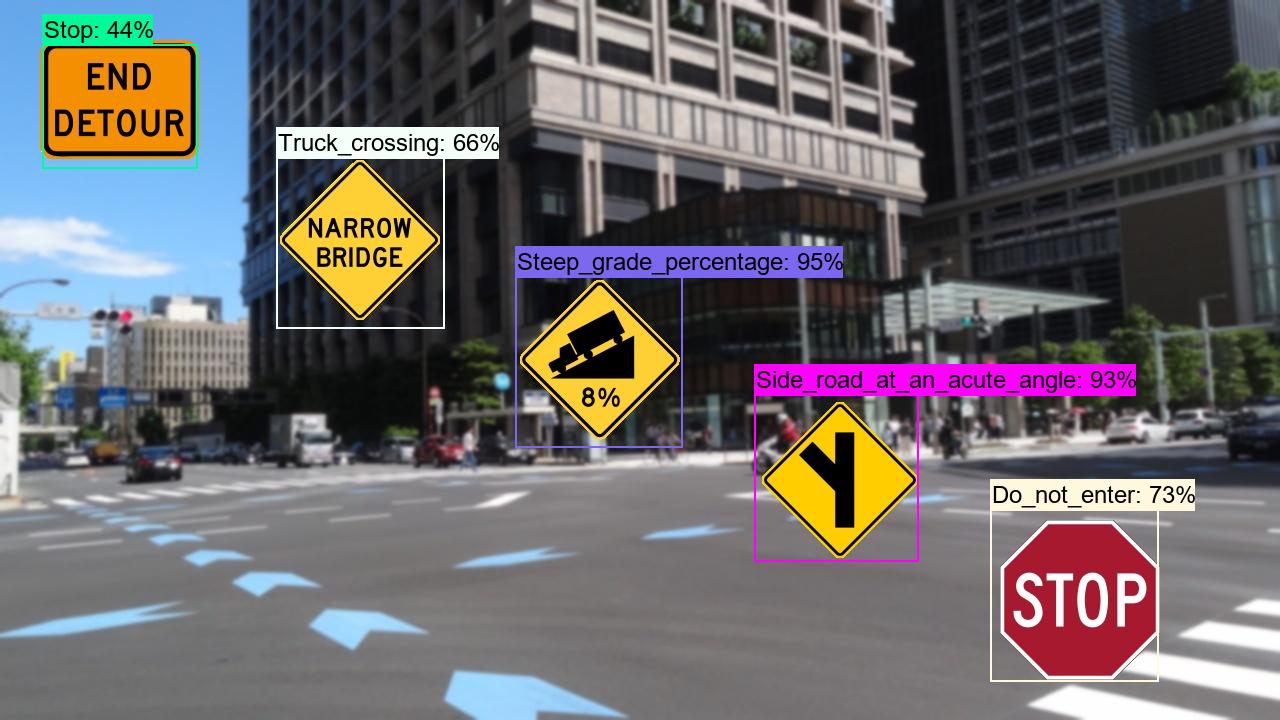 Stop: 44%
END
DETOUR
Truck_crossing: 66%
NARROW
BRIDGE
Steep_grade_percentage: 95%
8%
Side_road_at_an_acute_angle: 93%
Do_not_enter: 73%
STOP